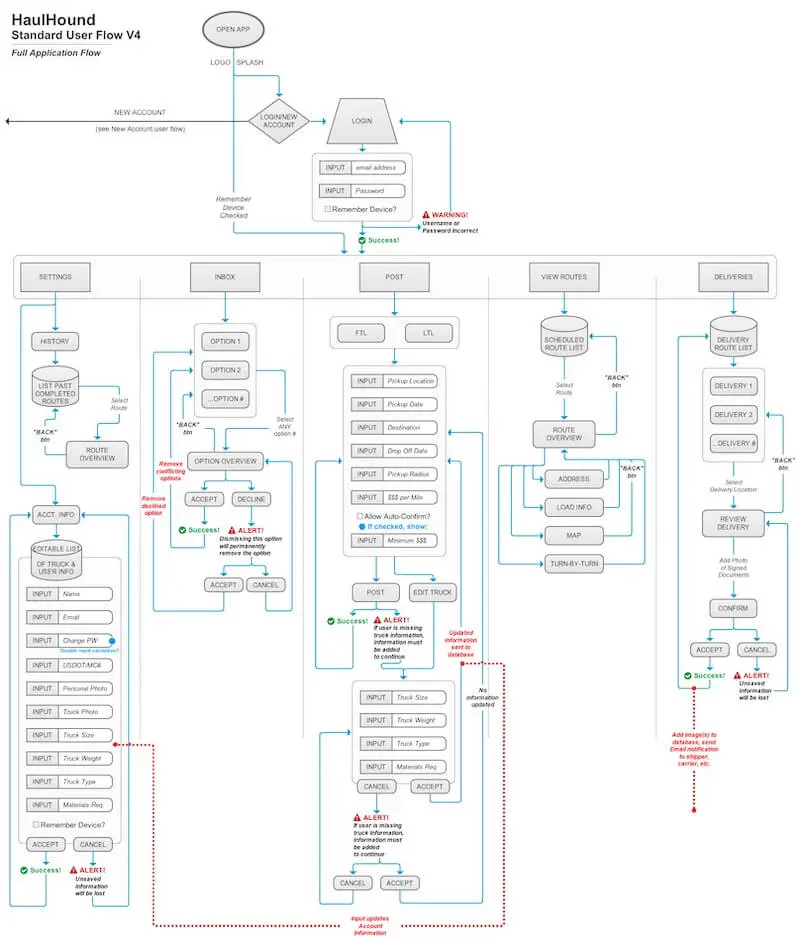 HaulHound
Standard User Flow V4
Full Application Flow
OPEN APP
LOGO SPLASH
NEW ACCOUNT
(see New Account user flow)
LOGIN/NEW
ACCOUNT
LOGIN
INPUT email address
INPUT Password
Remember Device?
Remember
Device
Checked
WARNING!
Username or
Password Incorrect
Success!
SETTINGS
INBOX
POST
VIEW ROUTES
DELIVERIES
HISTORY
LIST PAST
COMPLETED
ROUTES
Select
Route
"BACK"
btn
ROUTE
OVERVIEW
ACCT. INFO
EDITABLE LIST
OF TRUCK &
USER INFO
INPUT Name
INPUT Email
INPUT Change PW
Double input validation?
INPUT USDOT/MC#
INPUT Personal Photo
INPUT Truck Photo
INPUT Truck Size
INPUT Truck Weight
INPUT Truck Type
INPUT Materials Req.
Remember Device?
ACCEPT
CANCEL
Success!
ALERT!
Unsaved
information
will be lost
OPTION 1
OPTION 2
...OPTION #
"BACK"
btn
Select
ANY
option #
OPTION OVERVIEW
Remove
conflicting
options
Remove
declined
option
ACCEPT
DECLINE
Success!
ALERT!
Dismissing this option
will permanently
remove the option
ACCEPT
CANCEL
FTL
LTL
INPUT Pickup Location
INPUT Pickup Date
INPUT Destination
INPUT Drop Off Date
INPUT Pickup Radius
INPUT $$$ per Mile
Allow Auto-Confirm?
If checked, show:
INPUT Minimum $$$
POST
EDIT TRUCK
Success!
ALERT!
If user is missing
truck information,
information must
be added
to continue
Updated
information
sent to
database
No
information
updated
INPUT Truck Size
INPUT Truck Weight
INPUT Truck Type
INPUT Materials Req.
CANCEL
ACCEPT
ALERT!
If user is missing
truck information,
information must
be added
to continue
CANCEL
ACCEPT
Input updates
Account
Information
SCHEDULED
ROUTE LIST
Select
Route
"BACK"
btn
ROUTE
OVERVIEW
"BACK"
btn
ADDRESS
LOAD INFO
MAP
TURN-BY-TURN
DELIVERY
ROUTE LIST
DELIVERY 1
DELIVERY 2
...DELIVERY #
"BACK"
btn
Select
Delivery Location
REVIEW
DELIVERY
Add Photo
of Signed
Documents
CONFIRM
ACCEPT
CANCEL
Success!
ALERT!
Unsaved
information
will be lost
Add image(s) to
database, send
Email notification
to shipper,
carrier, etc.